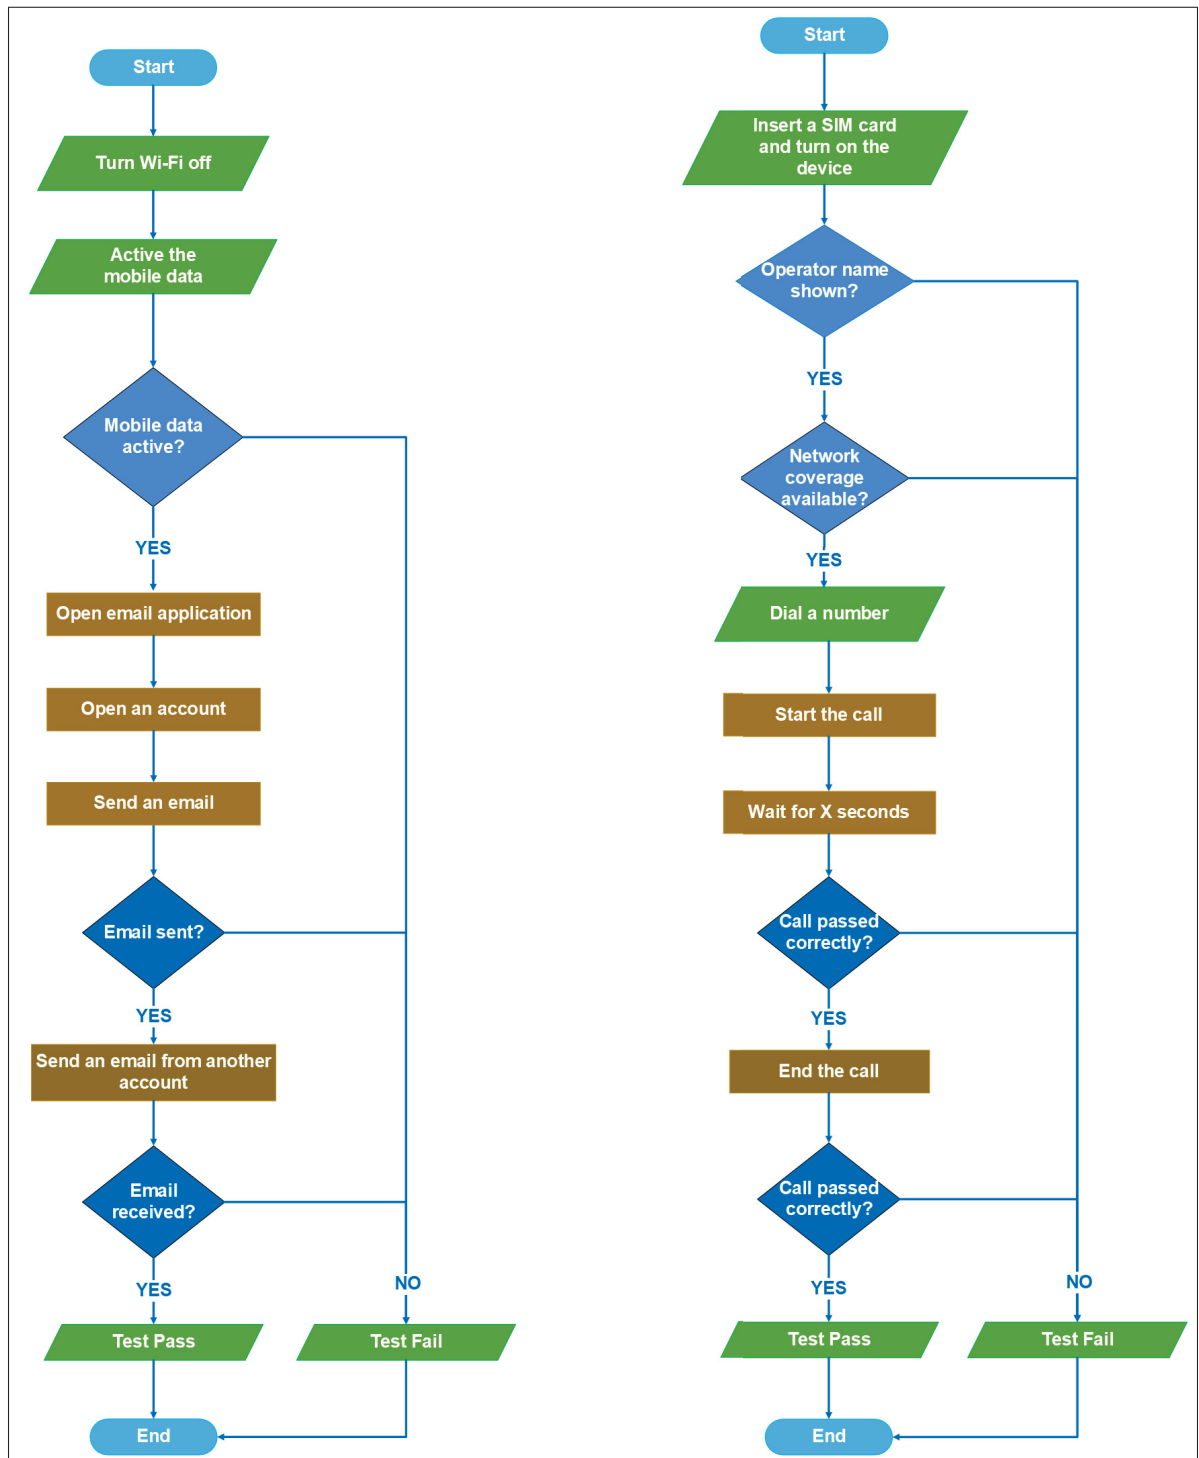 Start
Turn Wi-Fi off
Active the
mobile data
Mobile data
active?
YES
Open email application
Open an account
Send an email
Email sent?
YES
Send an email from another
account
Email
received?
YES
NO
Test Pass
Test Fail
End
Start
Insert a SIM card
and turn on the
device
Operator name
shown?
YES
Network
coverage
available?
YES
Dial a number
Start the call
Wait for X seconds
Call passed
correctly?
YES
End the call
Call passed
correctly?
YES
NO
Test Pass
Test Fail
End